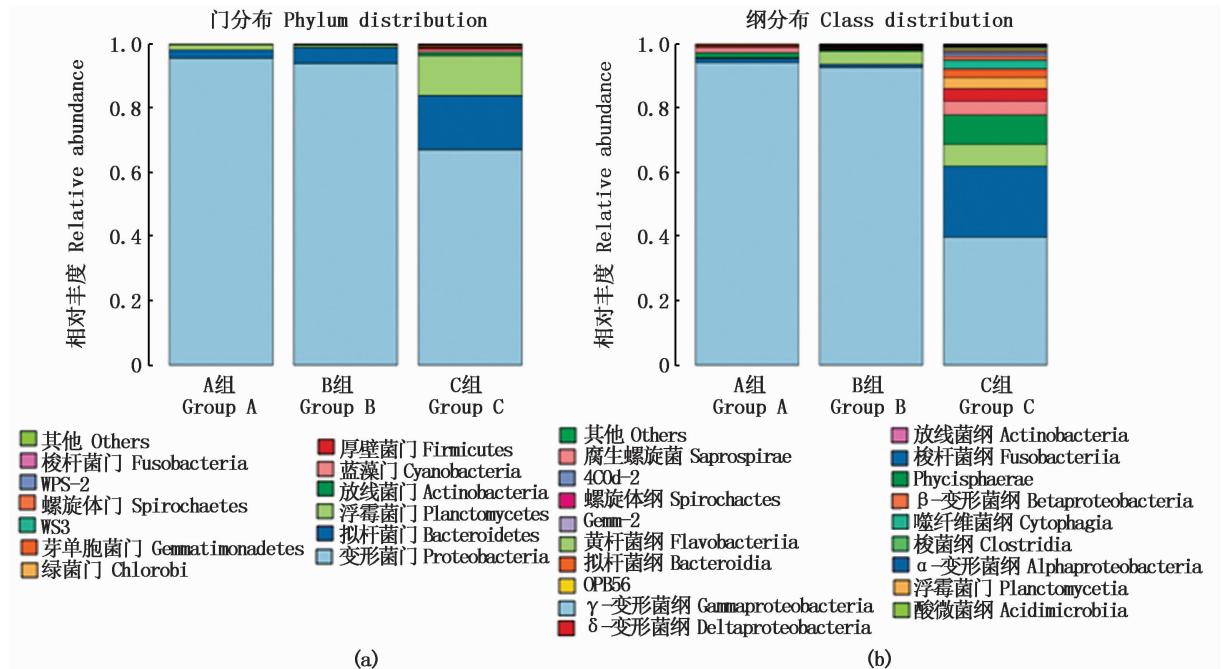 门分布 Phylum distribution
相对丰度 Relative abundance
1.0
0.8
0.6
0.4
0.2
0
A组
Group A
B组
Group B
C组
Group C
其他 Others
梭杆菌门 Fusobacteria
WPS-2
螺旋体门 Spirochaetes
WS3
芽单胞菌门 Gemmatimonadetes
绿菌门 Chlorobi
厚壁菌门 Firmicutes
蓝藻门 Cyanobacteria
放线菌门 Actinobacteria
浮霉菌门 Planctomycetes
拟杆菌门 Bacteroidetes
变形菌门 Proteobacteria
(a)
纲分布 Class distribution
相对丰度 Relative abundance
1.0
0.8
0.6
0.4
0.2
0
A组
Group A
B组
Group B
C组
Group C
其他 Others
腐生螺旋菌 Saprospirae
4COd-2
螺旋体纲 Spirochactes
Gemm-2
黄杆菌纲 Flavobacteriia
拟杆菌纲 Bacteroidia
OPB56
γ-变形菌纲 Gammaproteobacteria
δ-变形菌纲 Deltaproteobacteria
放线菌纲 Actinobacteria
梭杆菌纲 Fusobacteriia
Phycisphaerae
β-变形菌纲 Betaproteobacteria
噬纤维菌纲 Cytophagia
梭菌纲 Clostridia
α-变形菌纲 Alphaproteobacteria
浮霉菌门 Planctomycetia
酸微菌纲 Acidimicrobiia
(b)